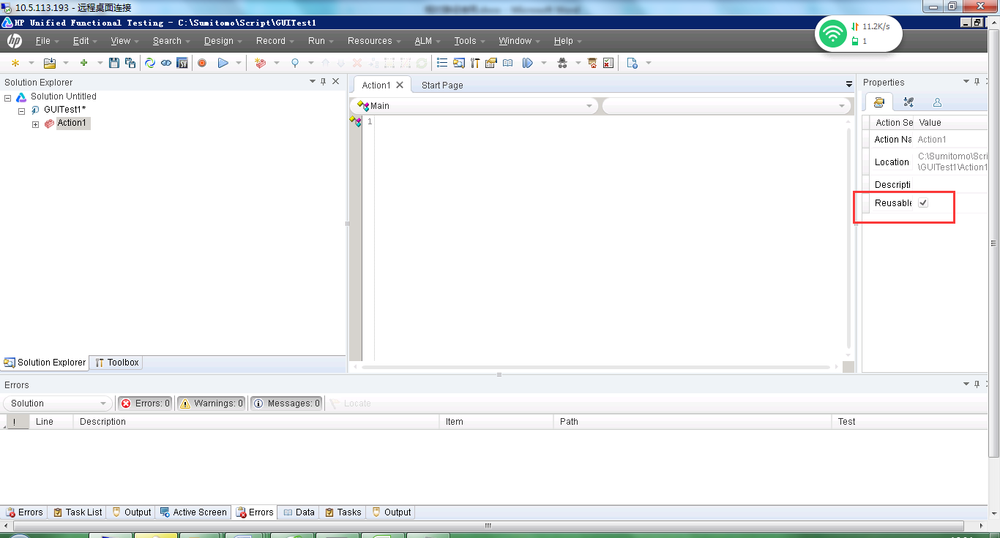 10.5.113.193 - 远程桌面连接
HP Unified Functional Testing - C:\Sumitomo\Script\GUITest1
11.2K/s
1
hp File Edit View Search Design Record Run Resources ALM Tools Window Help
SV
Solution Explorer
Solution Untitled
GUITest1*
Action1
Solution Explorer Toolbox
Action1 Start Page
Main
1
Properties
Action Se Value
Action Na Action1
Location C:\Sumitomo\Scri
\GUITest1\Action1
Descripti
Reusable
Errors
Solution Errors: 0 Warnings: 0 Messages: 0 Locate
! Line Description Item Path Test
Errors Task List Output Active Screen Errors Data Tasks Output